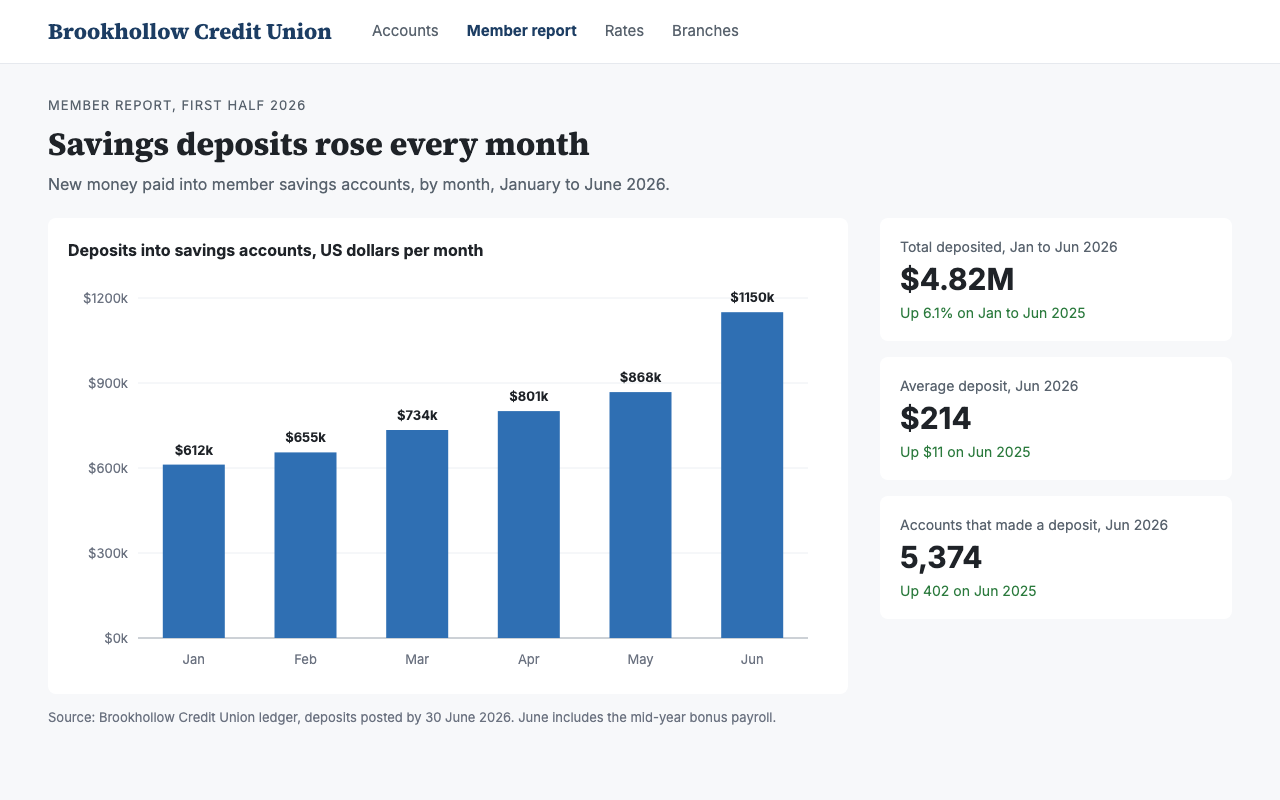 Brookhollow Credit Union
Accounts
Member report
Rates
Branches
MEMBER REPORT, FIRST HALF 2026
Savings deposits rose every month
New money paid into member savings accounts, by month, January to June 2026.
Deposits into savings accounts, US dollars per month
$1200k
$900k
$600k
$300k
$0k
$612k
$655k
$734k
$801k
$868k
$1150k
Jan
Feb
Mar
Apr
May
Jun
Total deposited, Jan to Jun 2026
$4.82M
Up 6.1% on Jan to Jun 2025
Average deposit, Jun 2026
$214
Up $11 on Jun 2025
Accounts that made a deposit, Jun 2026
5,374
Up 402 on Jun 2025
Source: Brookhollow Credit Union ledger, deposits posted by 30 June 2026. June includes the mid-year bonus payroll.